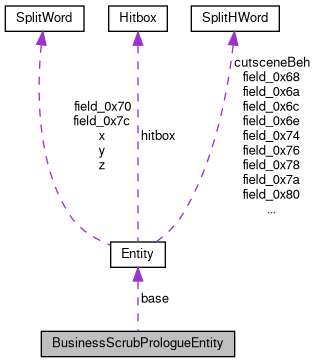 SplitWord
Hitbox
SplitHWord
cutsceneBeh
field_0x68
field_0x6a
field_0x6c
field_0x6e
field_0x74
field_0x76
field_0x78
field_0x7a
field_0x80
...
field_0x70
field_0x7c
x
y
z
hitbox
Entity
base
BusinessScrubPrologueEntity